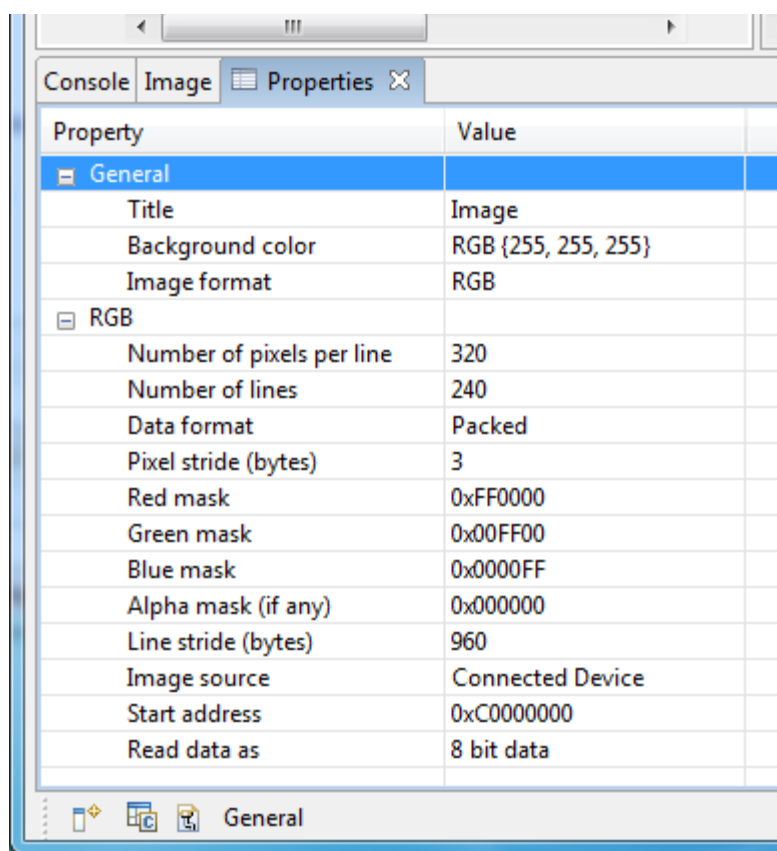 Console Image Properties
Property Value
General
Title Image
Background color RGB {255, 255, 255}
Image format RGB
RGB
Number of pixels per line 320
Number of lines 240
Data format Packed
Pixel stride (bytes) 3
Red mask 0xFF0000
Green mask 0x00FF00
Blue mask 0x0000FF
Alpha mask (if any) 0x000000
Line stride (bytes) 960
Image source Connected Device
Start address 0xC0000000
Read data as 8 bit data
General